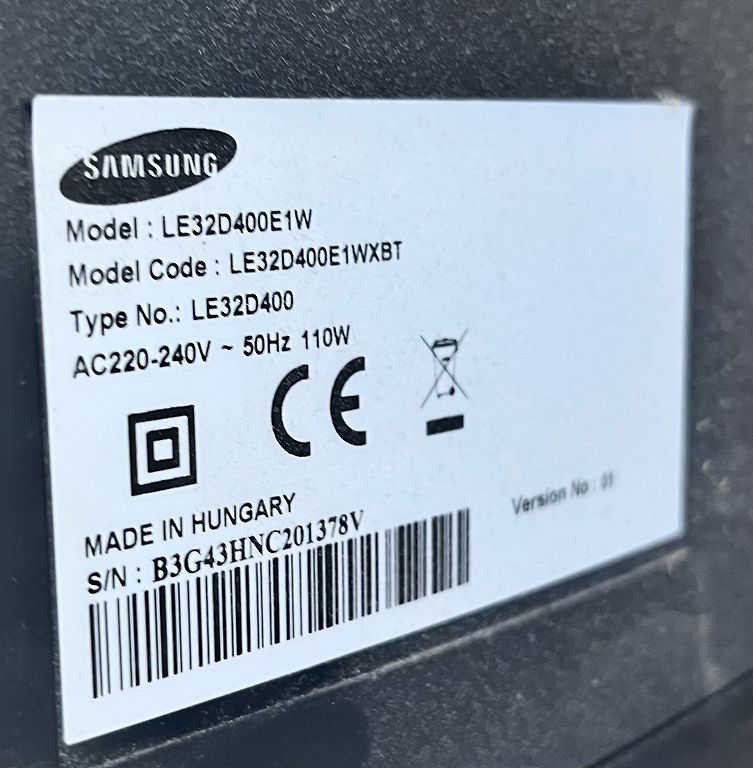 SAMSUNG
Model : LE32D400E1W
Model Code : LE32D400E1WXBT
Type No.: LE32D400
AC220-240V ~ 50Hz 110W
CE
MADE IN HUNGARY
S/N : B3G43HNC201378V
Version No : 01